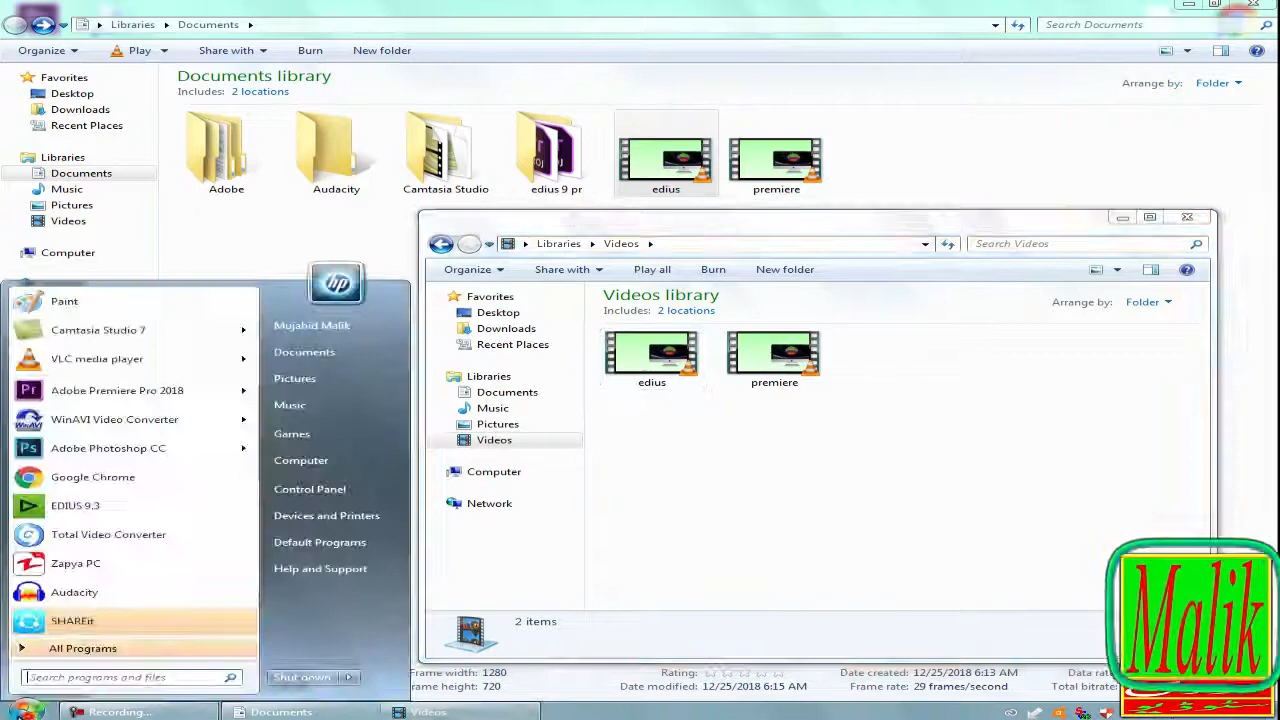 Libraries Documents
Search Documents
Organize Play Share with Burn New folder
Favorites
Desktop
Downloads
Recent Places
Libraries
Documents
Music
Pictures
Videos
Computer
Documents library
Includes: 2 locations
Arrange by: Folder
Adobe
Audacity
Camtasia Studio
edius 9 pr
edius
premiere
Libraries Videos
Search Videos
Organize Share with Play all Burn New folder
Favorites
Desktop
Downloads
Recent Places
Libraries
Documents
Music
Pictures
Videos
Computer
Network
Videos library
Includes: 2 locations
Arrange by: Folder
edius
premiere
2 items
Paint
Camtasia Studio 7
VLC media player
Adobe Premiere Pro 2018
WinAVI Video Converter
Adobe Photoshop CC
Google Chrome
EDIUS 9.3
Total Video Converter
Zapya PC
Audacity
SHAREit
All Programs
Search programs and files
hp
Mujahid Malik
Documents
Pictures
Music
Games
Computer
Control Panel
Devices and Printers
Default Programs
Help and Support
Shut down
Frame width: 1280
Rating:
Date created: 12/25/2018 6:13 AM
Data rat
Date modified: 12/25/2018 6:15 AM
Frame rate: 29 frames/second
Total bitrate:
Malik
Recording...
Documents
Videos